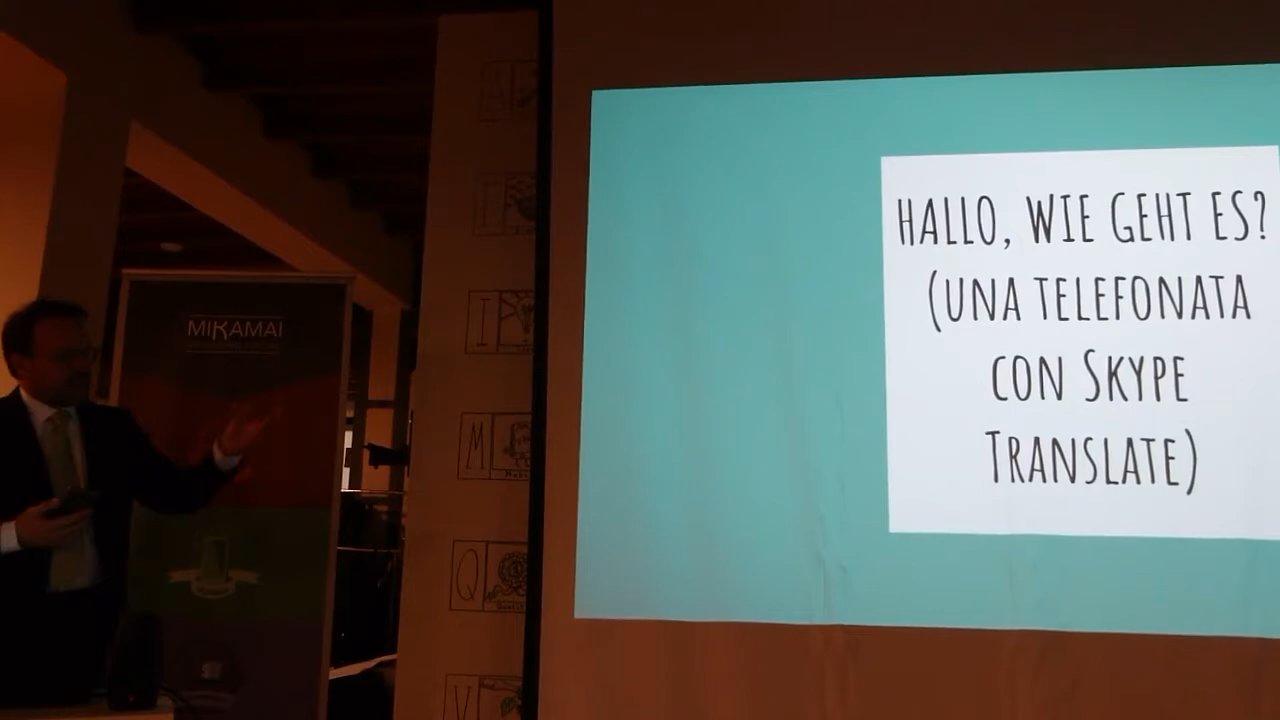 MIKAMAI
HALLO, WIE GEHT ES?
(UNA TELEFONATA
CON SKYPE
TRANSLATE)
I
M
Q
V